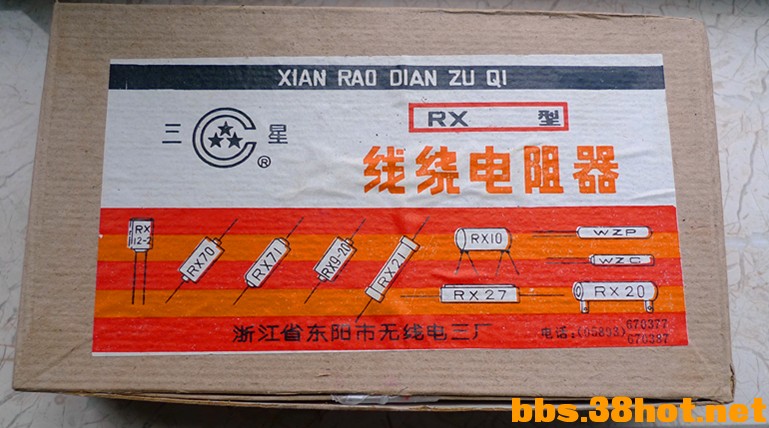 XIAN RAO DIAN ZU QI
三 星
®
RX 型
线绕电阻器
RX
12-2
RX70
RX71
RX9-20
RX21
RX10
RX27
WZP
WZC
RX20
浙江省东阳市无线电三厂
电话:(05893) 670377
670387
bbs.38hot.net